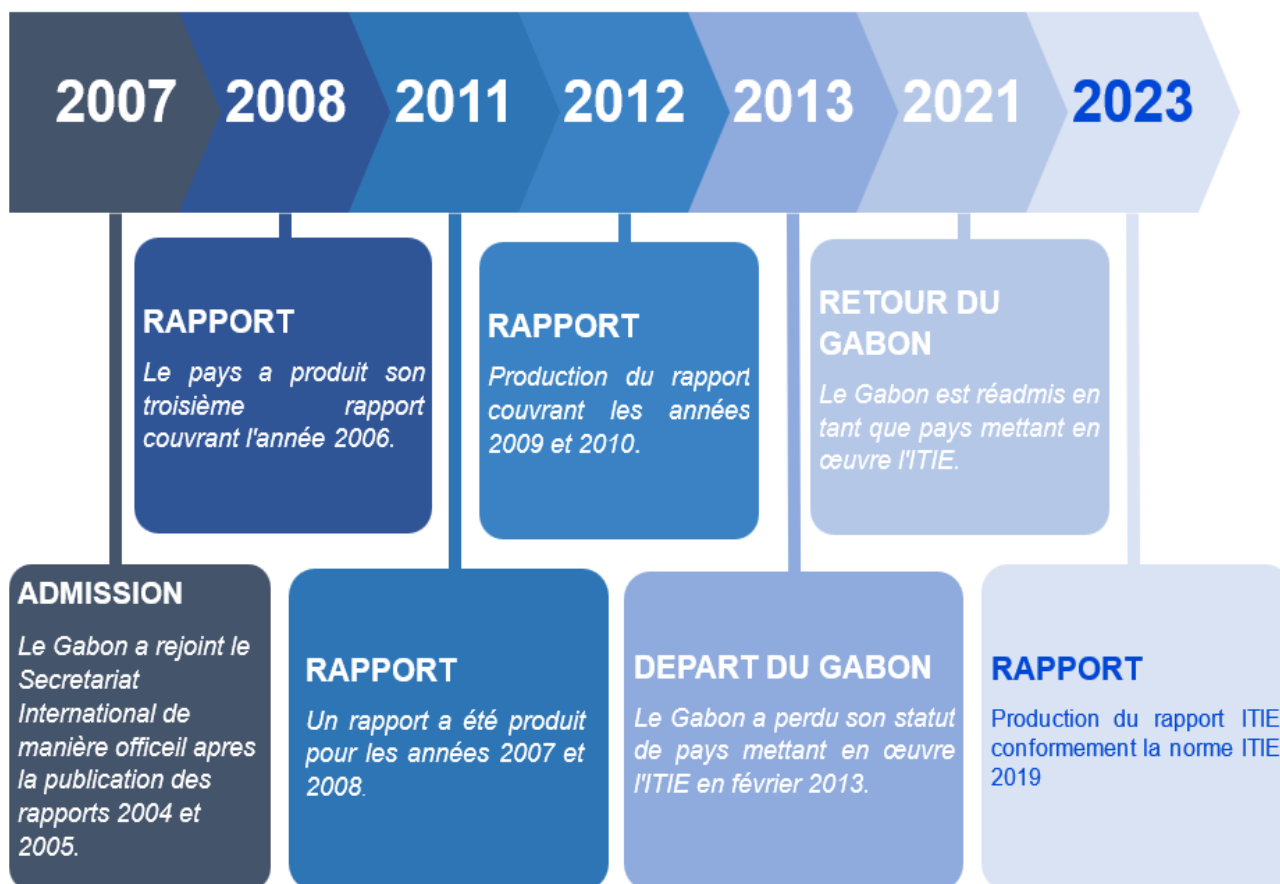 2007 2008 2011 2012 2013 2021 2023
RAPPORT
Le pays a produit son
troisième rapport
couvrant l'année 2006.
RAPPORT
Production du rapport
couvrant les années
2009 et 2010.
RETOUR DU
GABON
Le Gabon est réadmis en
tant que pays mettant en
œuvre l'ITIE.
ADMISSION
Le Gabon a rejoint le
Secretariat
International de
manière officeil apres
la publication des
rapports 2004 et
2005.
RAPPORT
Un rapport a été produit
pour les années 2007 et
2008.
DEPART DU GABON
Le Gabon a perdu son statut
de pays mettant en œuvre
l'ITIE en février 2013.
RAPPORT
Production du rapport ITIE
conformement la norme ITIE
2019